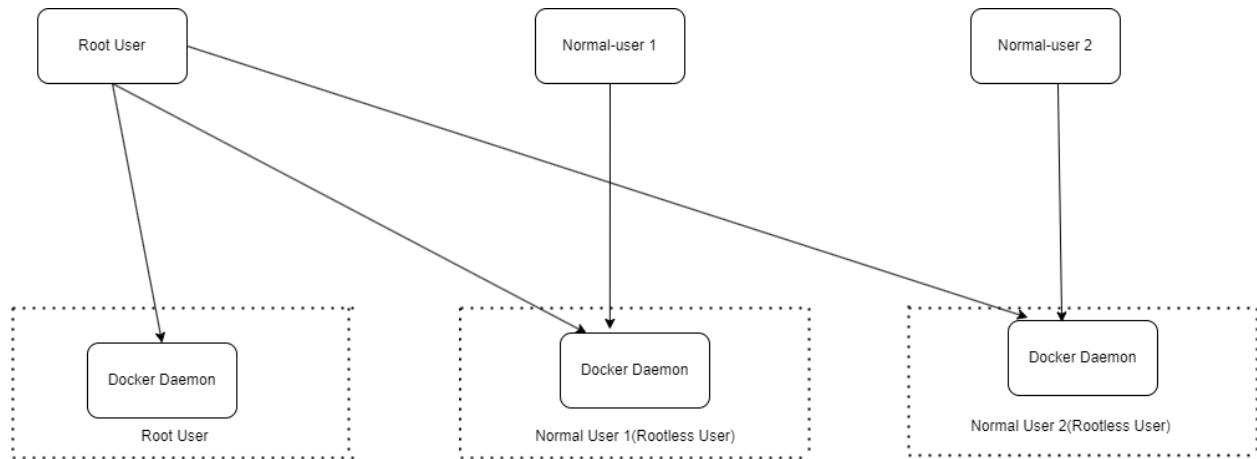 Root User
Normal-user 1
Normal-user 2
Docker Daemon
Docker Daemon
Docker Daemon
Root User
Normal User 1(Rootless User)
Normal User 2(Rootless User)